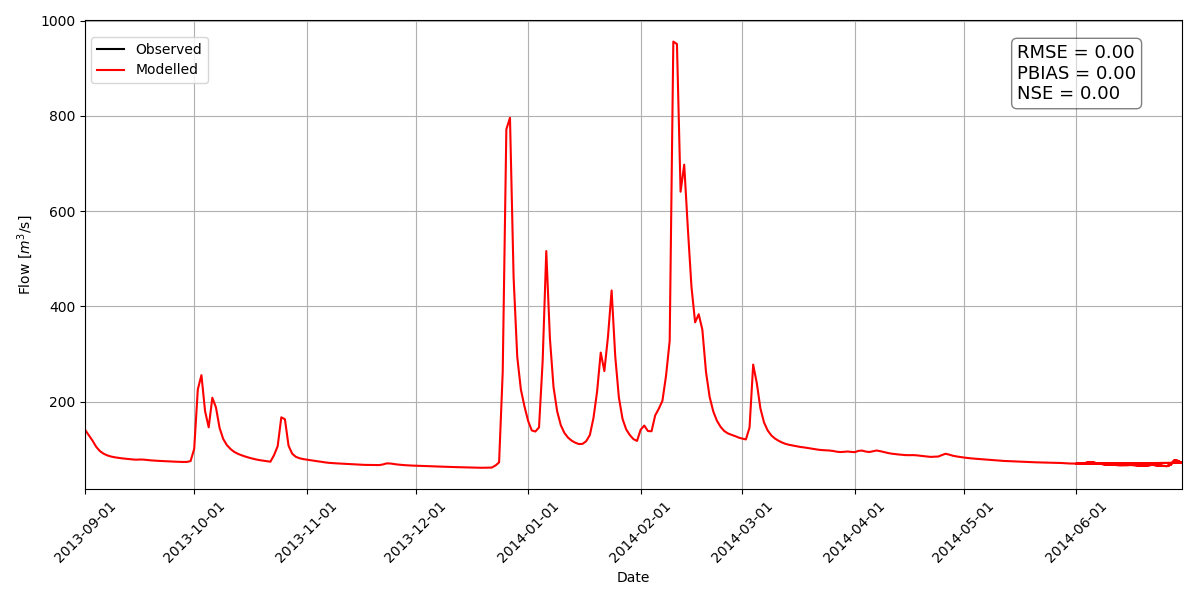 1000
800
600
400
200
Flow [m³/s]
Observed
Modelled
RMSE = 0.00
PBIAS = 0.00
NSE = 0.00
2013-09-01
2013-10-01
2013-11-01
2013-12-01
2014-01-01
2014-02-01
2014-03-01
2014-04-01
2014-05-01
2014-06-01
Date